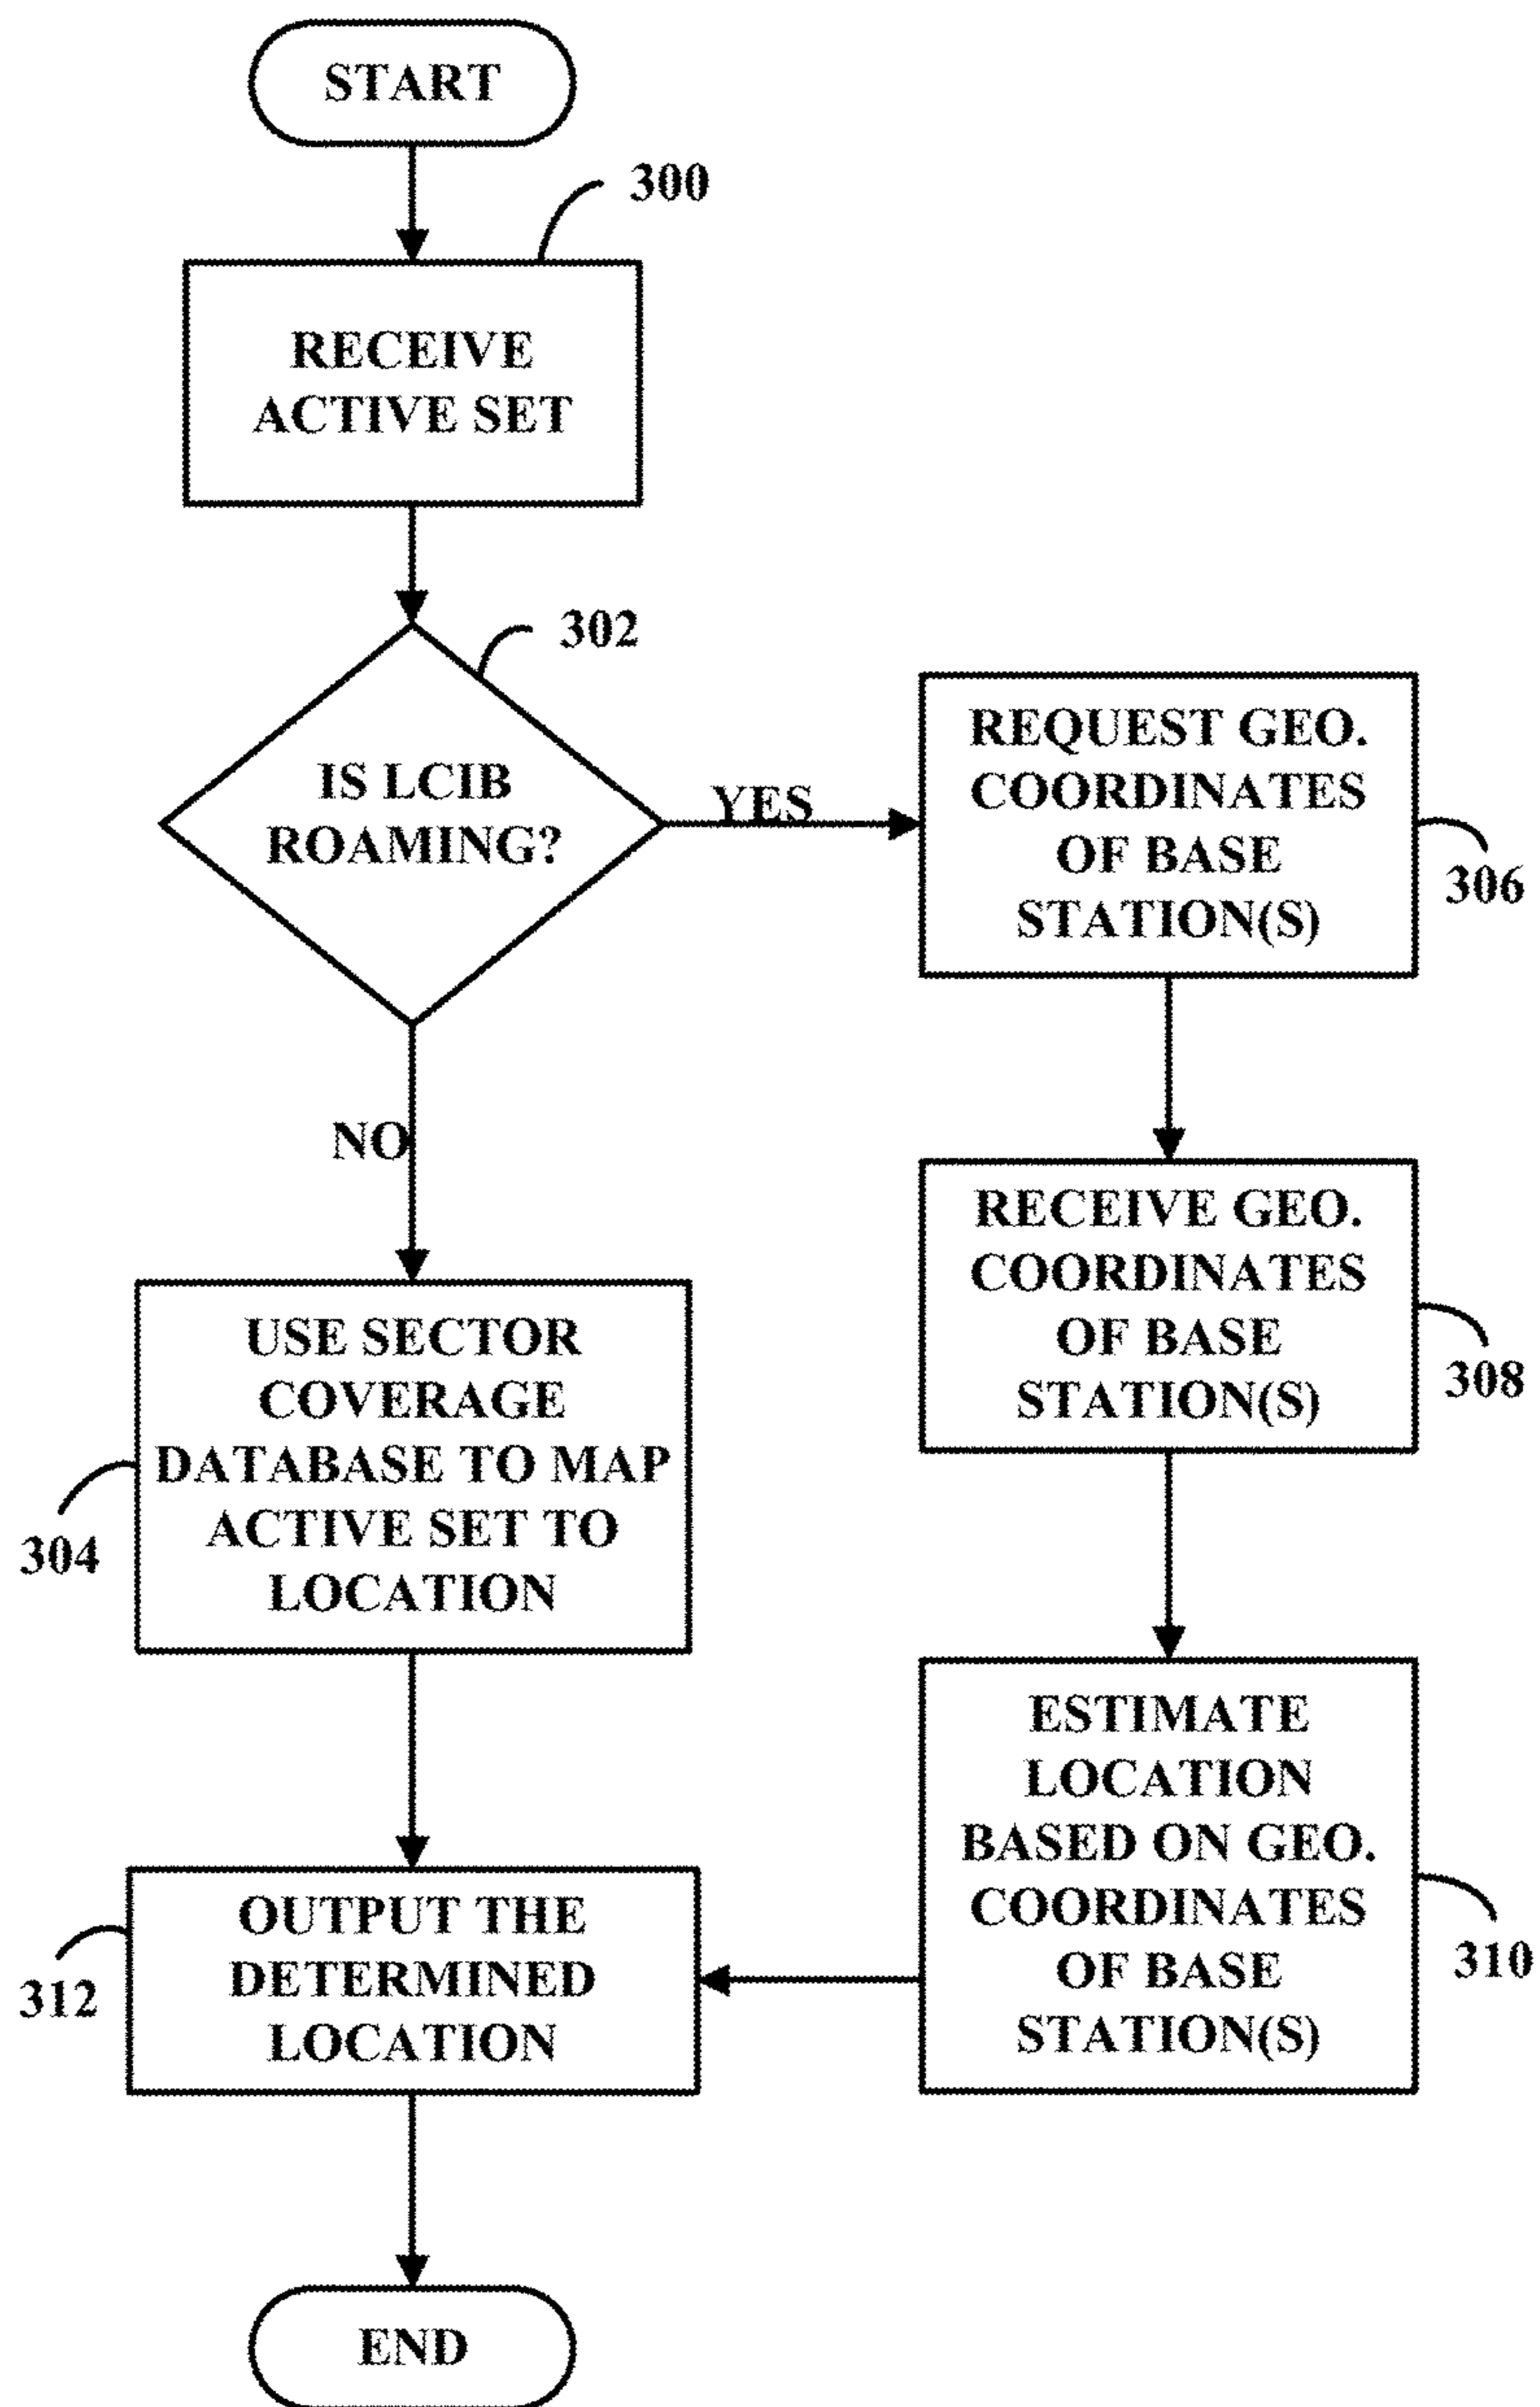 START
300
RECEIVE
ACTIVE SET
302
IS LCIB
ROAMING?
YES
REQUEST GEO.
COORDINATES
OF BASE
STATION(S)
306
NO
RECEIVE GEO.
COORDINATES
OF BASE
STATION(S)
308
USE SECTOR
COVERAGE
DATABASE TO MAP
ACTIVE SET TO
LOCATION
304
ESTIMATE
LOCATION
BASED ON GEO.
COORDINATES
OF BASE
STATION(S)
310
OUTPUT THE
DETERMINED
LOCATION
312
END